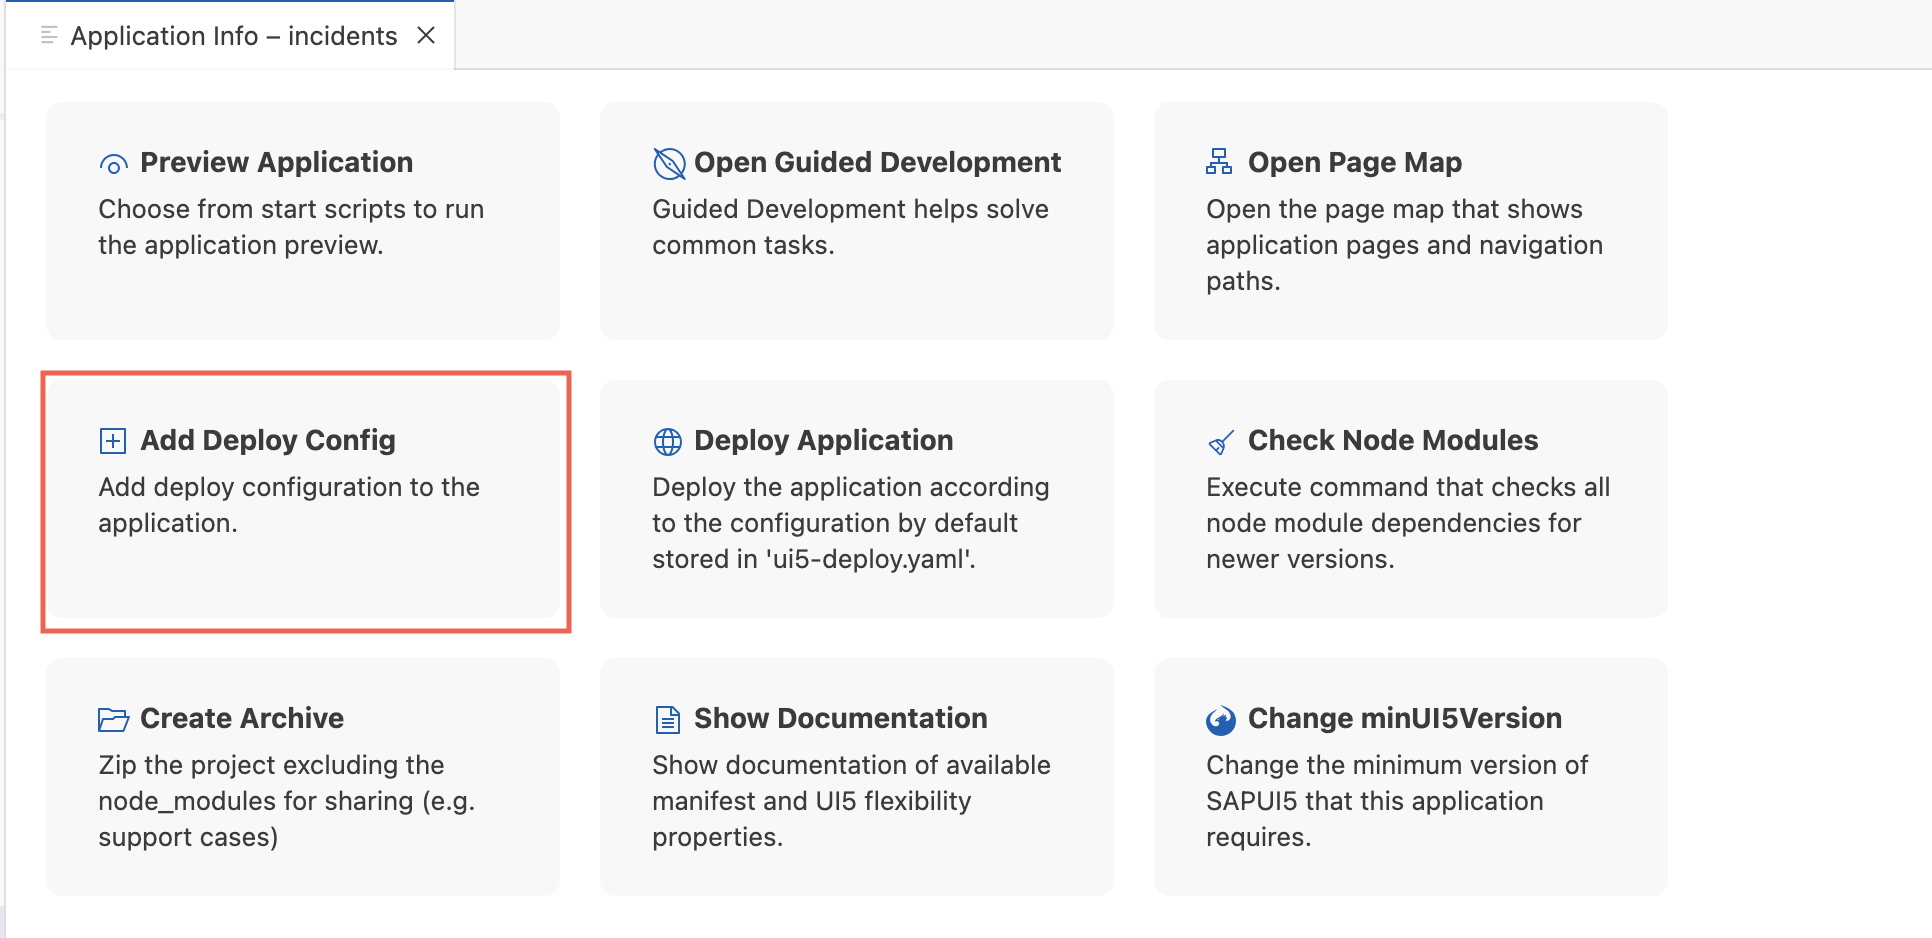 Application Info – incidents
Preview Application
Choose from start scripts to run
the application preview.
Open Guided Development
Guided Development helps solve
common tasks.
Open Page Map
Open the page map that shows
application pages and navigation
paths.
Add Deploy Config
Add deploy configuration to the
application.
Deploy Application
Deploy the application according
to the configuration by default
stored in 'ui5-deploy.yaml'.
Check Node Modules
Execute command that checks all
node module dependencies for
newer versions.
Create Archive
Zip the project excluding the
node_modules for sharing (e.g.
support cases)
Show Documentation
Show documentation of available
manifest and UI5 flexibility
properties.
Change minUI5Version
Change the minimum version of
SAPUI5 that this application
requires.